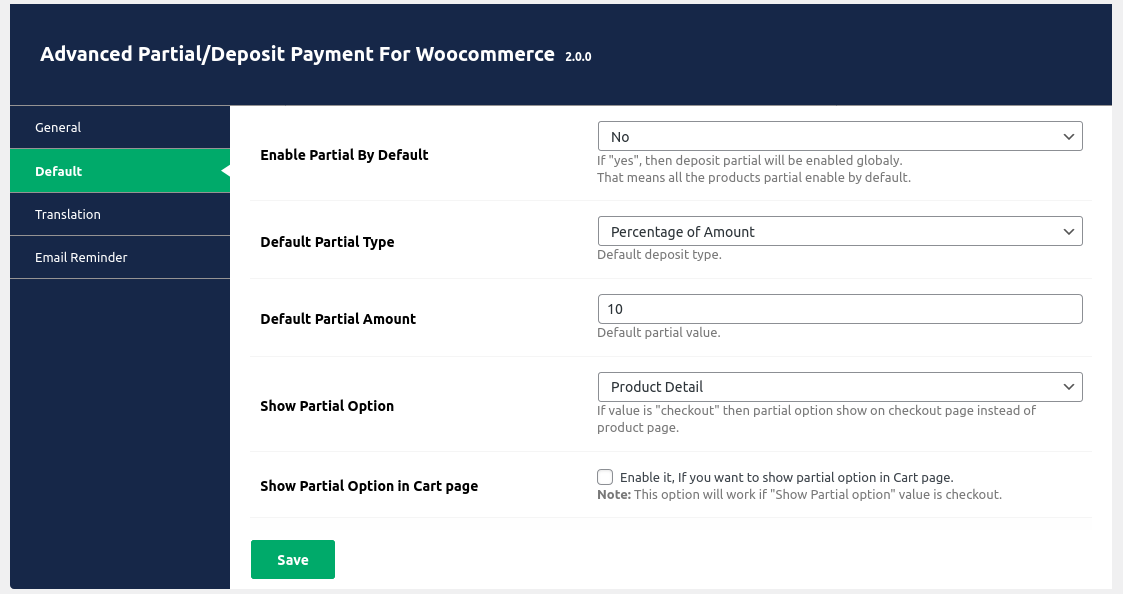 Advanced Partial/Deposit Payment For Woocommerce 2.0.0
General
Default
Translation
Email Reminder
Enable Partial By Default
No
If "yes", then deposit partial will be enabled globaly.
That means all the products partial enable by default.
Default Partial Type
Percentage of Amount
Default deposit type.
Default Partial Amount
10
Default partial value.
Show Partial Option
Product Detail
If value is "checkout" then partial option show on checkout page instead of
product page.
Show Partial Option in Cart page
Enable it, If you want to show partial option in Cart page.
Note: This option will work if "Show Partial option" value is checkout.
Save